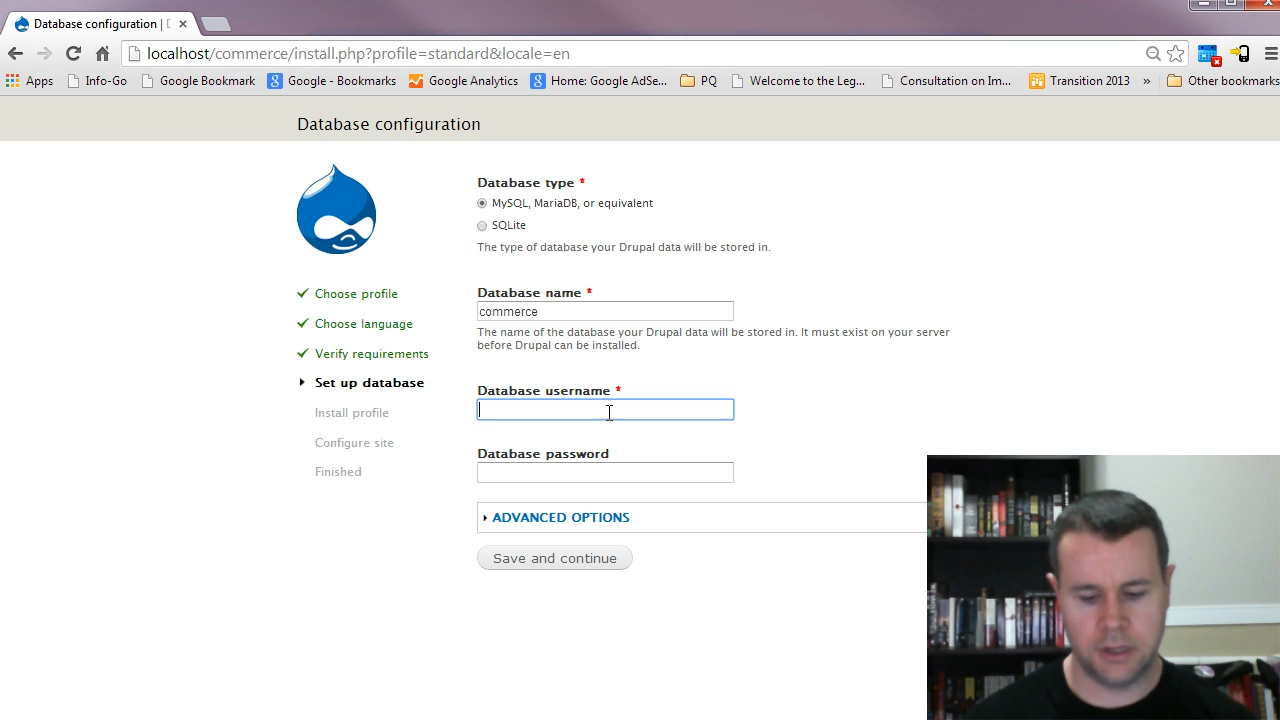 Database configuration | D
localhost/commerce/install.php?profile=standard&locale=en
Apps Info-Go Google Bookmark Google - Bookmarks Google Analytics Home: Google AdSe... PQ Welcome to the Leg... Consultation on Im... Transition 2013 » Other bookmarks
Database configuration
Database type *
MySQL, MariaDB, or equivalent
SQLite
The type of database your Drupal data will be stored in.
Choose profile
Choose language
Verify requirements
Set up database
Install profile
Configure site
Finished
Database name *
commerce
The name of the database your Drupal data will be stored in. It must exist on your server
before Drupal can be installed.
Database username *
Database password
ADVANCED OPTIONS
Save and continue